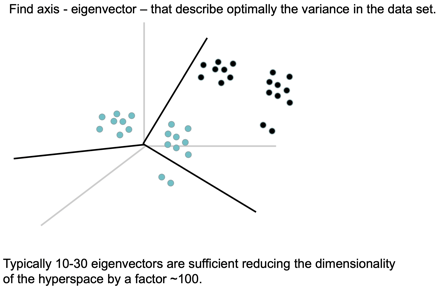 Find axis - eigenvector – that describe optimally the variance in the data set.
Typically 10-30 eigenvectors are sufficient reducing the dimensionality
of the hyperspace by a factor ~100.